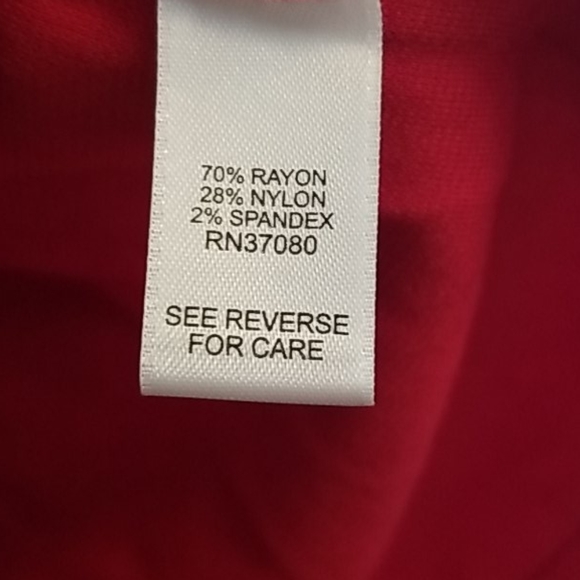 70% RAYON
28% NYLON
2% SPANDEX
RN37080
SEE REVERSE
FOR CARE